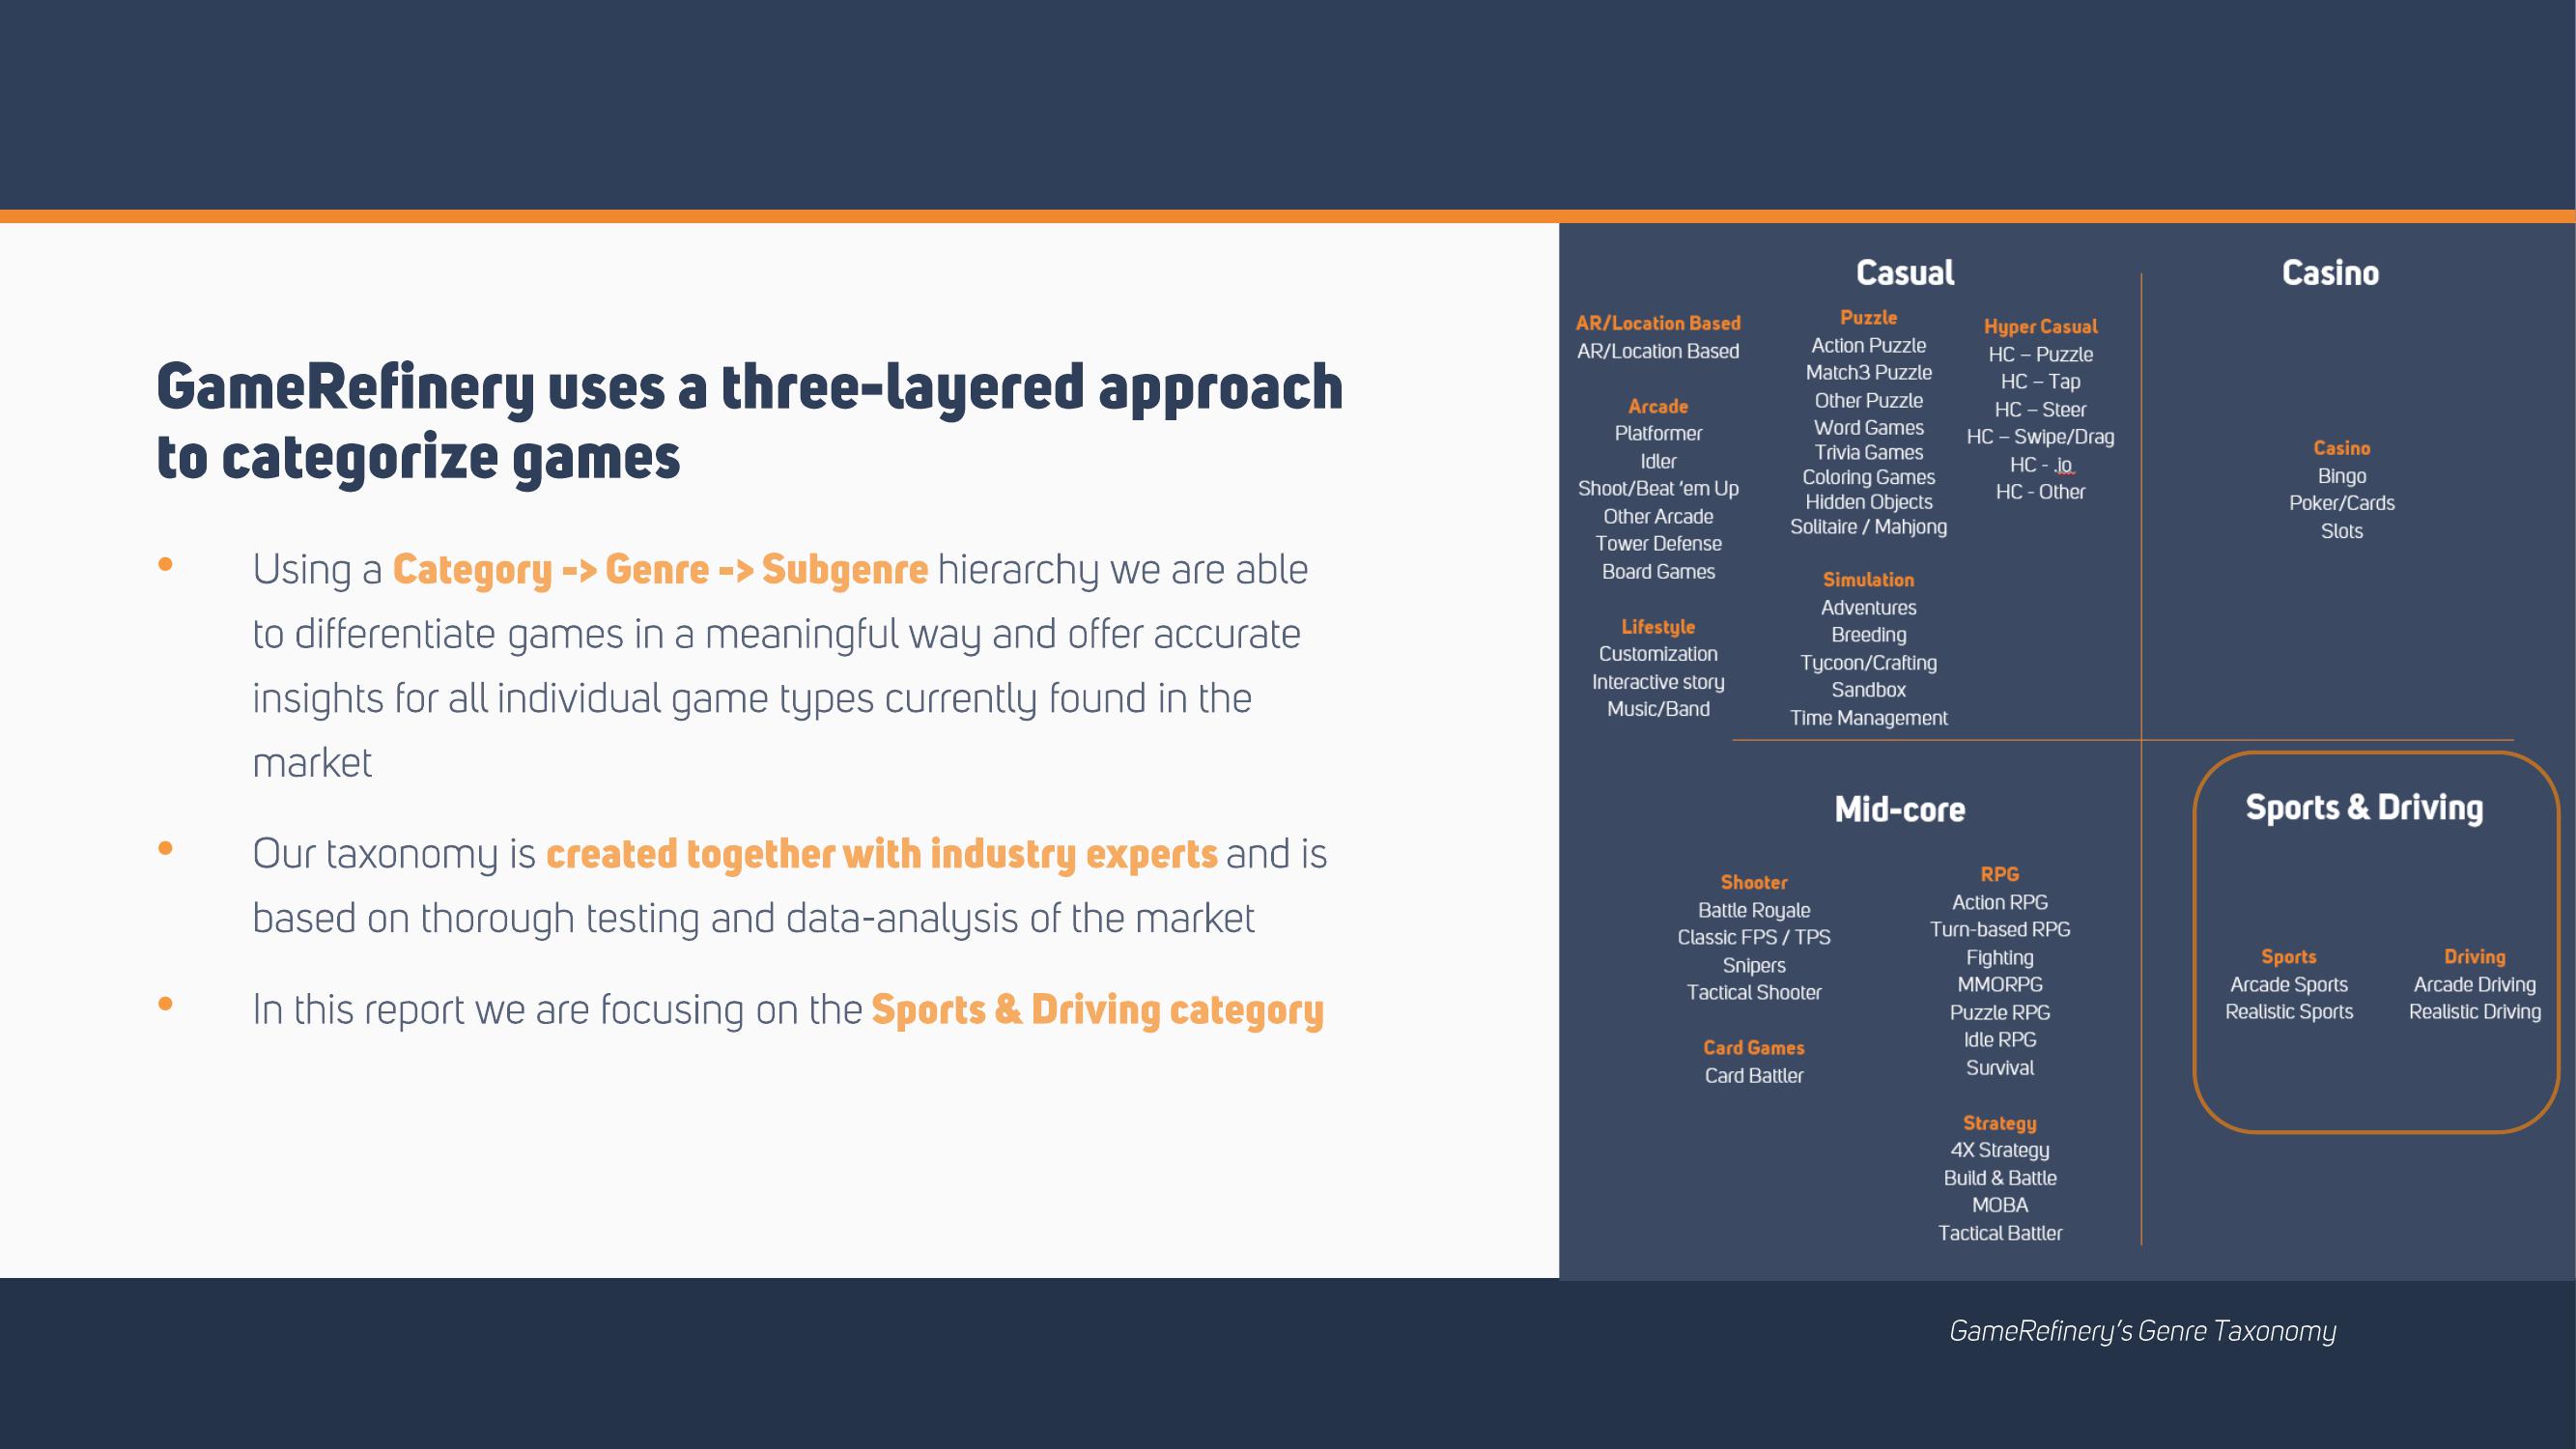 GameRefinery uses a three-layered approach
to categorize games
• Using a Category -> Genre -> Subgenre hierarchy we are able
to differentiate games in a meaningful way and offer accurate
insights for all individual game types currently found in the
market
• Our taxonomy is created together with industry experts and is
based on thorough testing and data-analysis of the market
• In this report we are focusing on the Sports & Driving category
Casual
AR/Location Based
AR/Location Based
Arcade
Platformer
Idler
Shoot/Beat ‘em Up
Other Arcade
Tower Defense
Board Games
Lifestyle
Customization
Interactive story
Music/Band
Puzzle
Action Puzzle
Match3 Puzzle
Other Puzzle
Word Games
Trivia Games
Coloring Games
Hidden Objects
Solitaire / Mahjong
Simulation
Adventures
Breeding
Tycoon/Crafting
Sandbox
Time Management
Hyper Casual
HC – Puzzle
HC – Tap
HC – Steer
HC – Swipe/Drag
HC - .io
HC - Other
Casino
Casino
Bingo
Poker/Cards
Slots
Mid-core
Shooter
Battle Royale
Classic FPS / TPS
Snipers
Tactical Shooter
Card Games
Card Battler
RPG
Action RPG
Turn-based RPG
Fighting
MMORPG
Puzzle RPG
Idle RPG
Survival
Strategy
4X Strategy
Build & Battle
MOBA
Tactical Battler
Sports & Driving
Sports
Arcade Sports
Realistic Sports
Driving
Arcade Driving
Realistic Driving
GameRefinery’s Genre Taxonomy